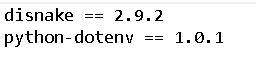 disnake == 2.9.2
python-dotenv == 1.0.1